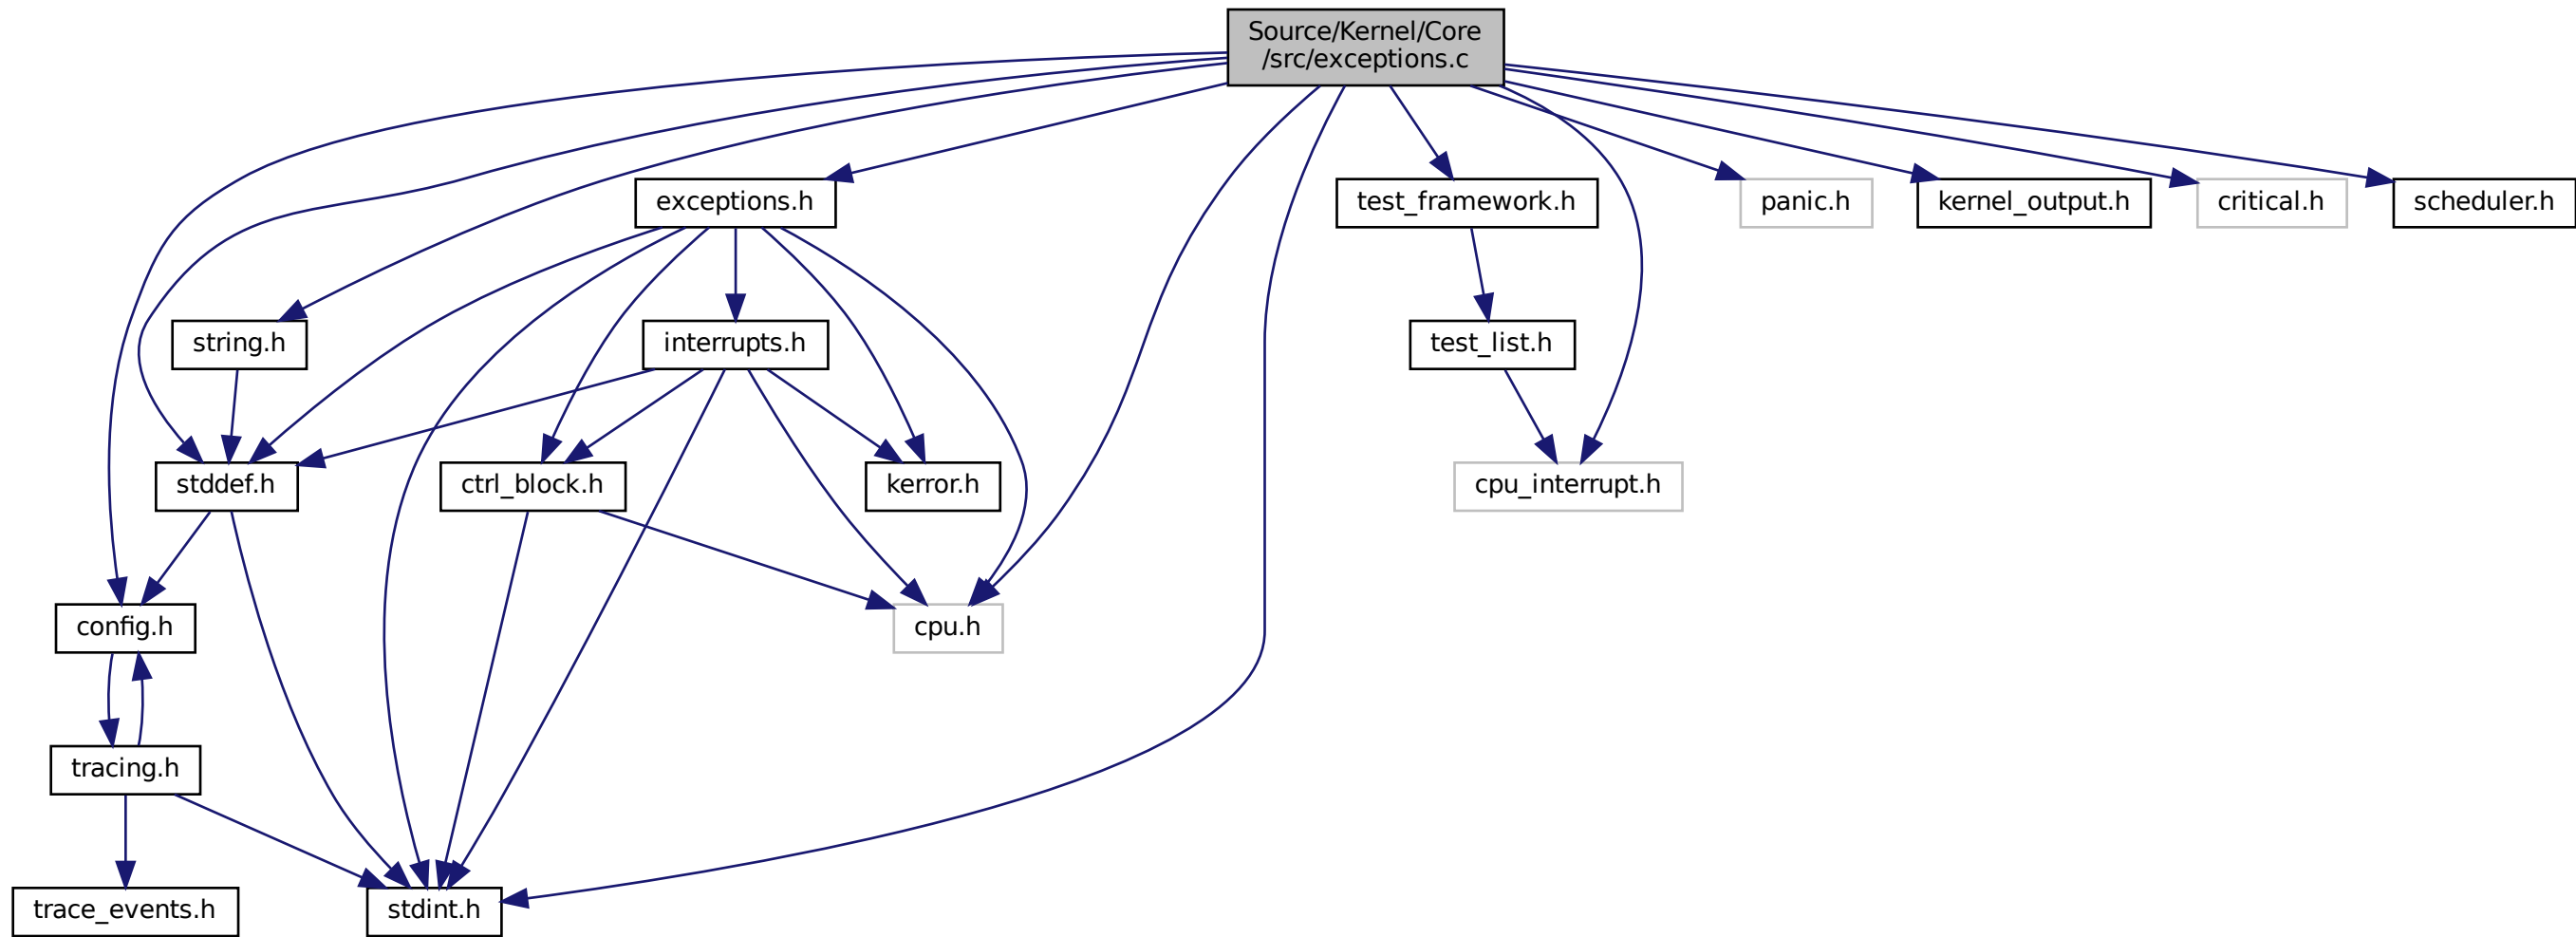 Source/Kernel/Core
/src/exceptions.c
exceptions.h
test_framework.h
panic.h
kernel_output.h
critical.h
scheduler.h
string.h
interrupts.h
test_list.h
stddef.h
ctrl_block.h
kerror.h
cpu_interrupt.h
config.h
cpu.h
tracing.h
trace_events.h
stdint.h